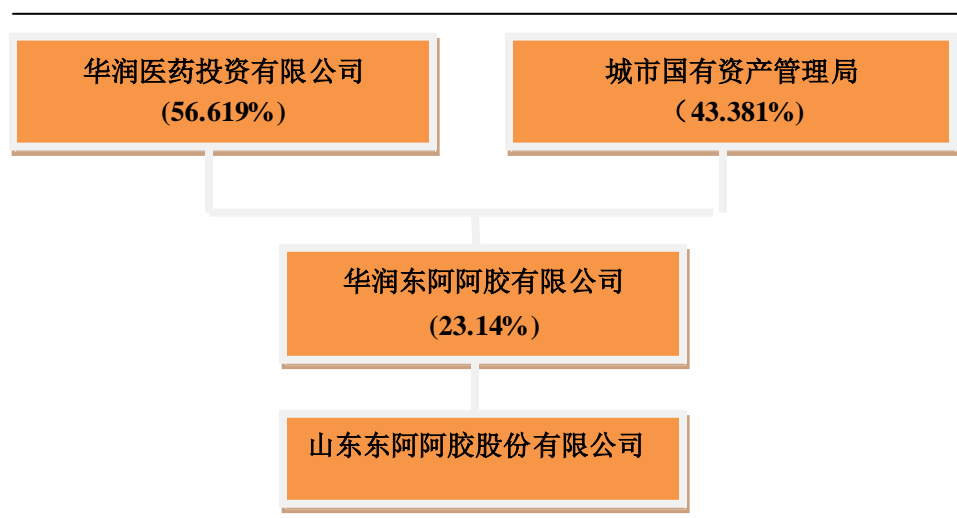 华润医药投资有限公司
(56.619%)
城市国有资产管理局
（43.381%)
华润东阿阿胶有限公司
(23.14%)
山东东阿阿胶股份有限公司